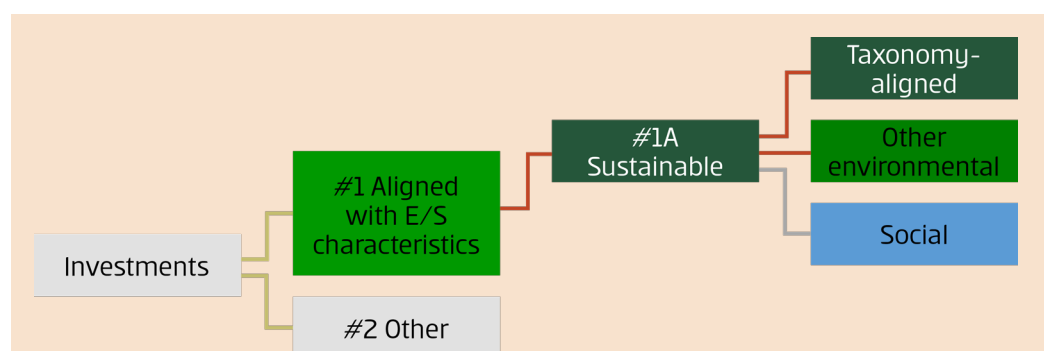 Taxonomy-
aligned
#1A
Sustainable
Other
environmental
#1 Aligned
with E/S
characteristics
Social
Investments
#2 Other